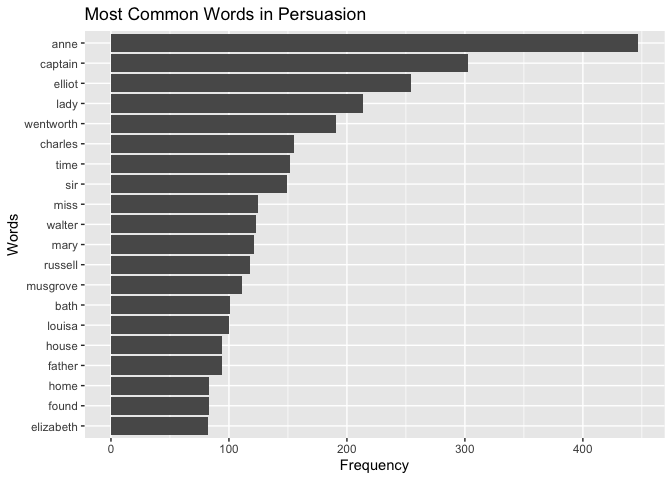 Most Common Words in Persuasion
anne
captain
elliot
lady
wentworth
charles
time
sir
miss
walter
mary
russell
musgrove
bath
louisa
house
father
home
found
elizabeth
Words
0 100 200 300 400
Frequency